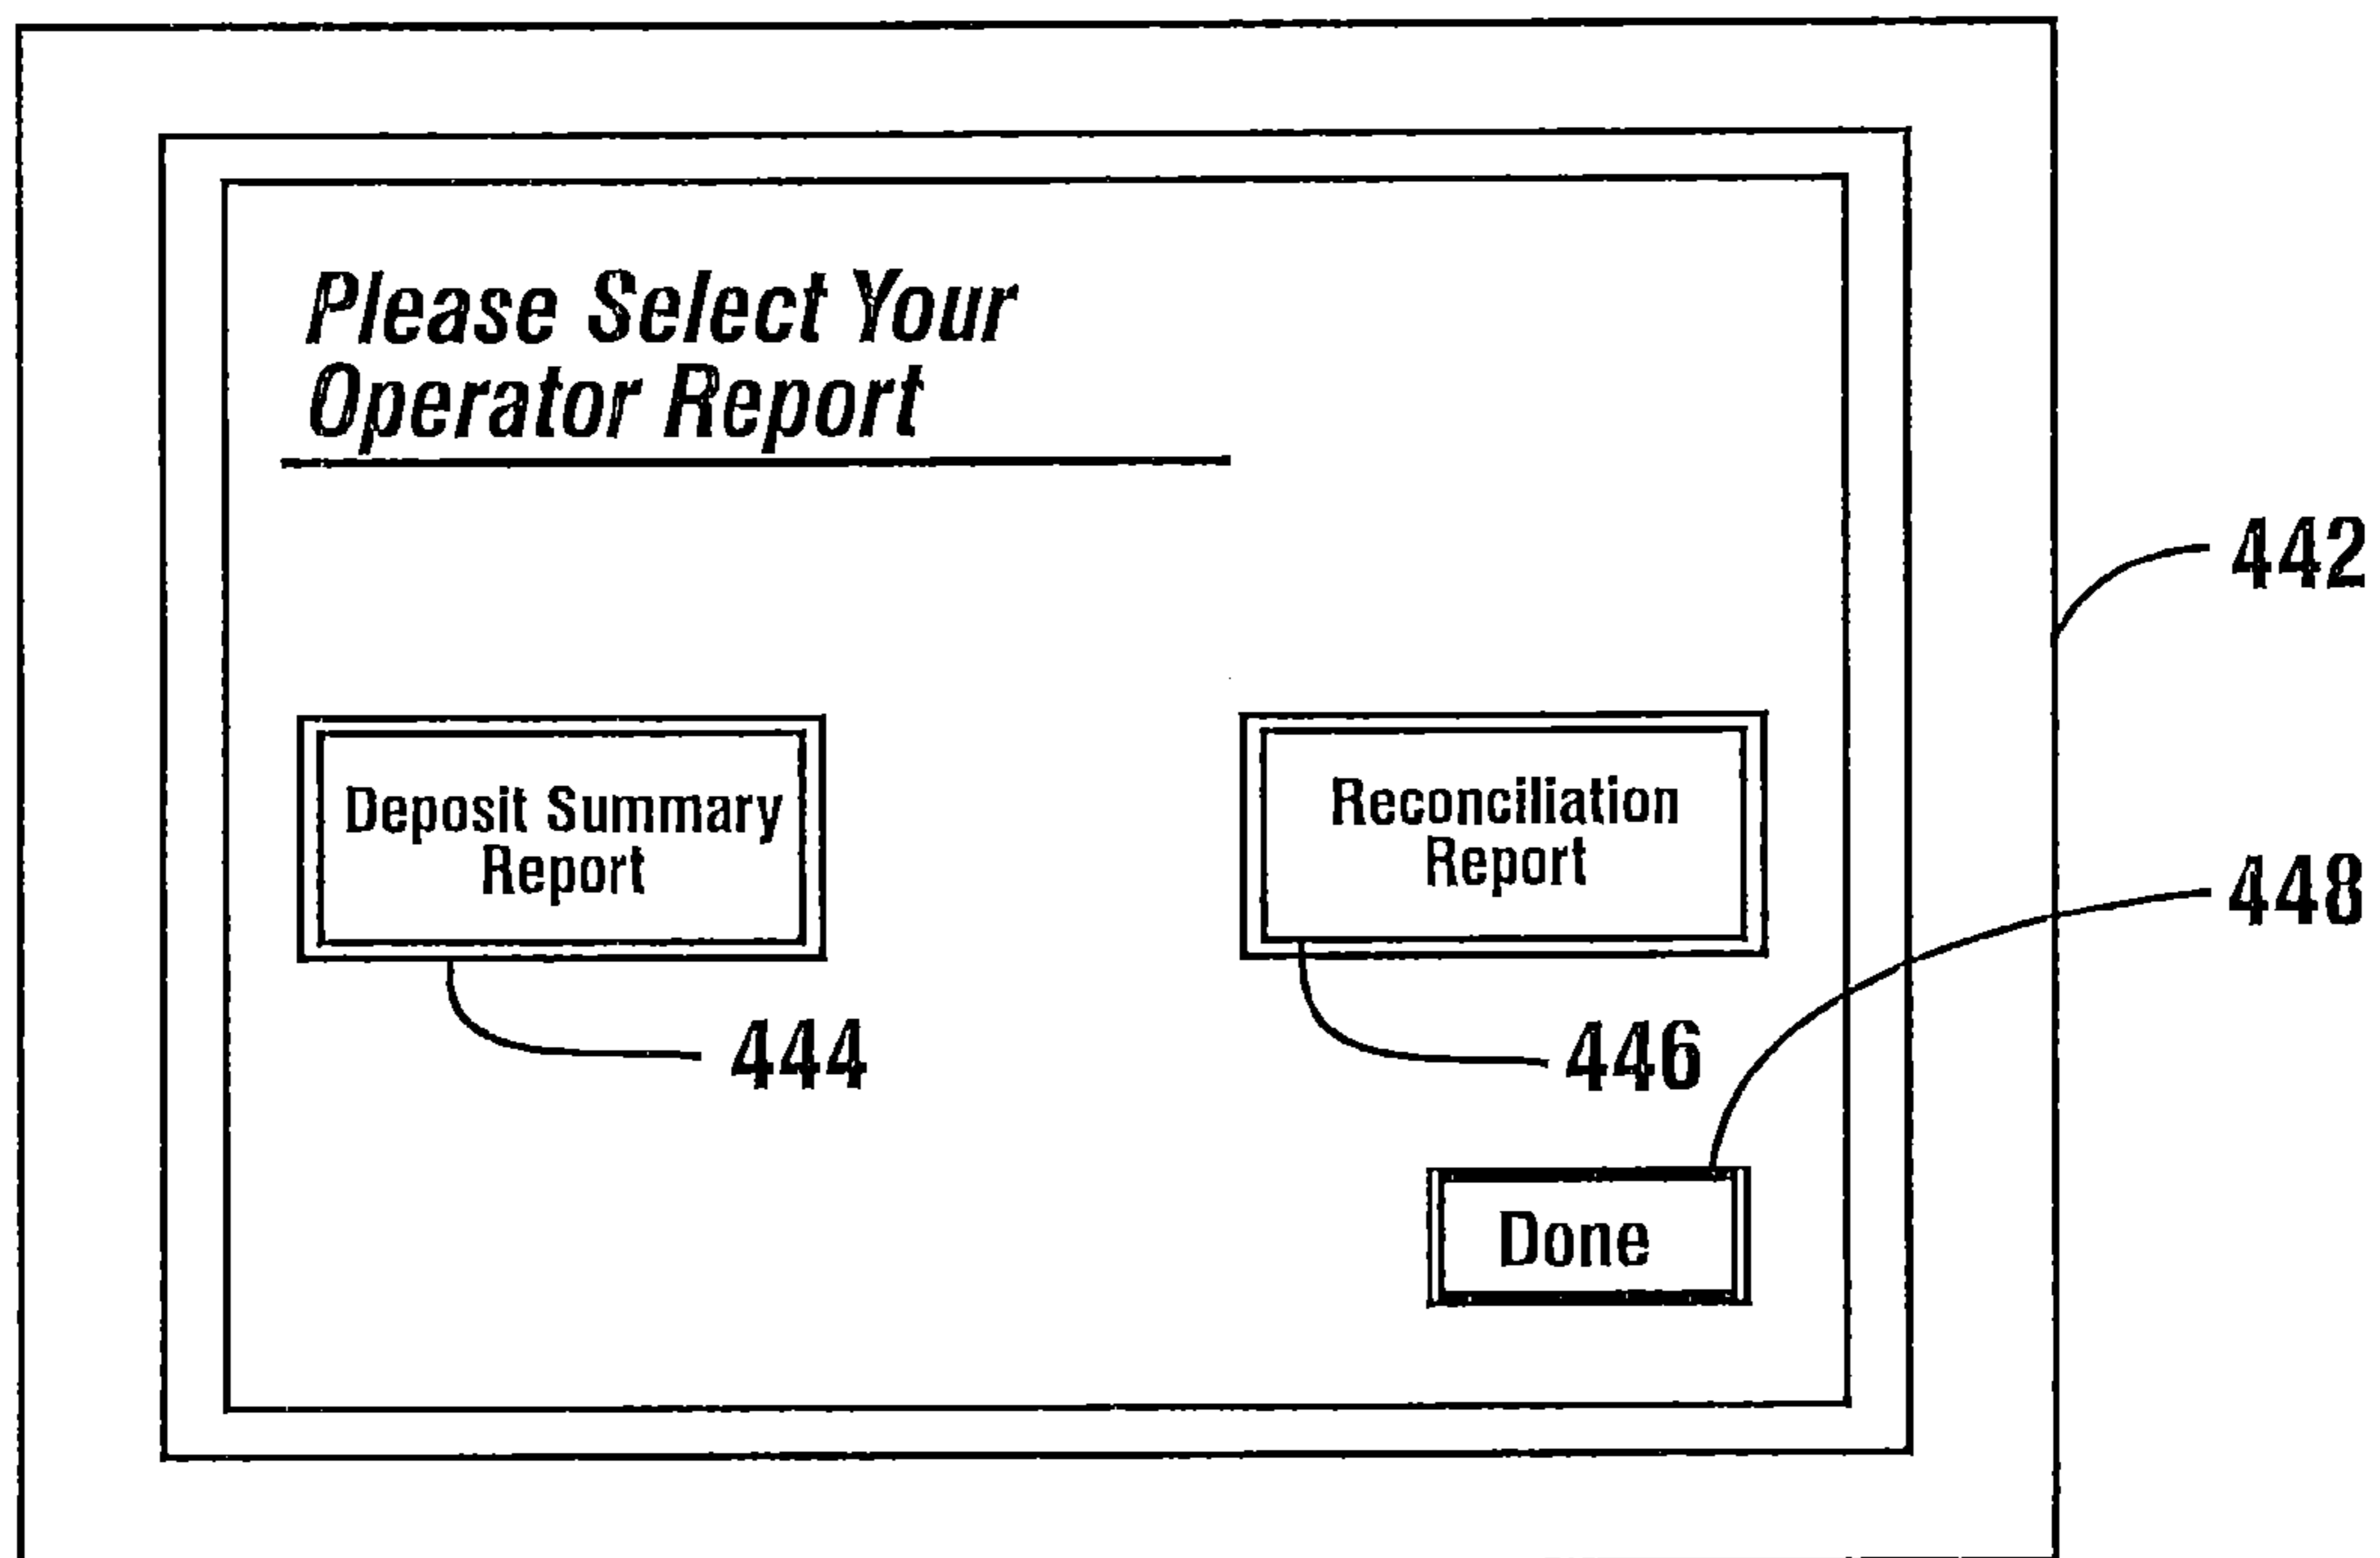 Please Select Your
Operator Report
442
Deposit Summary
Report
Reconciliation
Report
448
444
446
Done